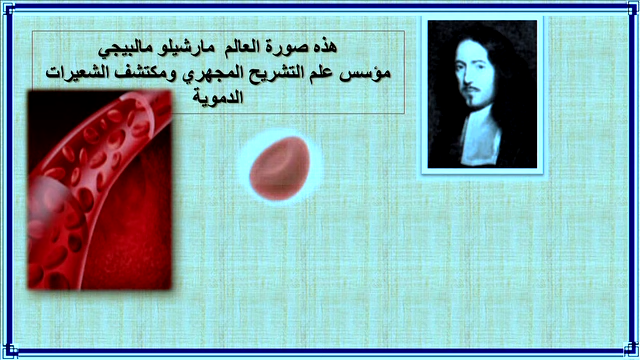 هذه صورة العالم مارشيلو مالبيجي
مؤسس علم التشريح المجهري ومكتشف الشعيرات
الدموية